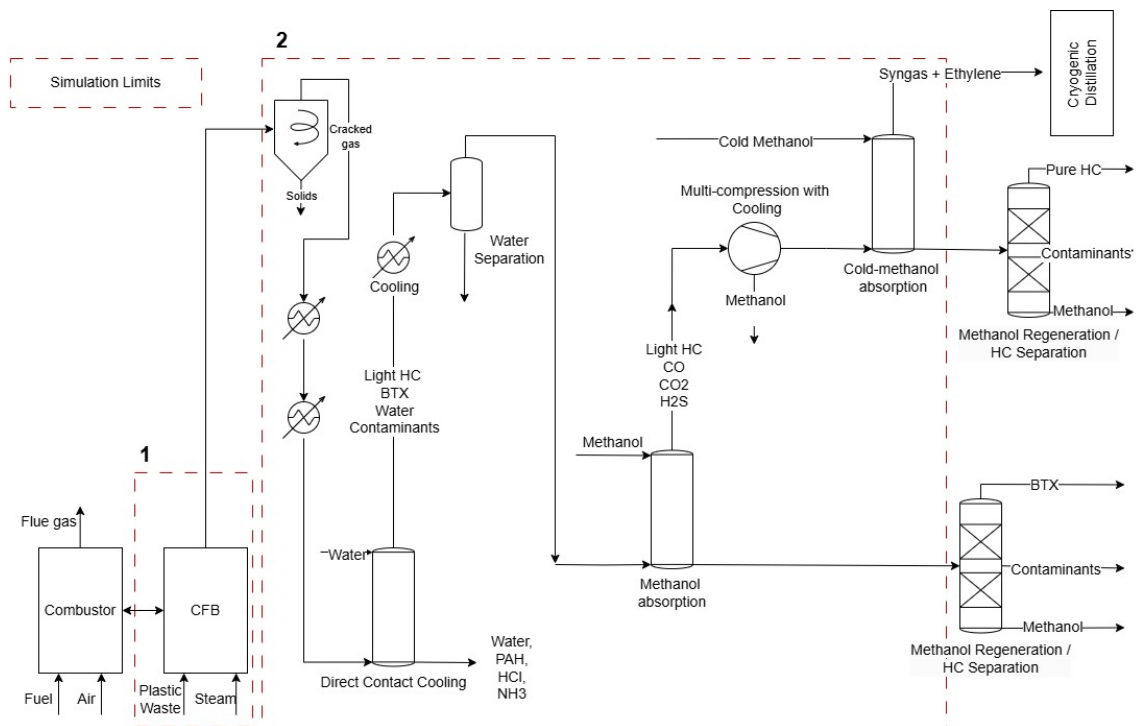 2
Simulation Limits
Syngas + Ethylene
Cryogenic
Distillation
Cracked
gas
Solids
Cold Methanol
Pure HC
Multi-compression with
Cooling
Water
Separation
Contaminants
Cooling
Cold-methanol
absorption
Methanol
Methanol
Methanol Regeneration /
HC Separation
Light HC
CO
CO2
H2S
Light HC
BTX
Water
Contaminants
Methanol
1
BTX
Flue gas
Water
Combustor
CFB
Contaminants
Methanol
absorption
Methanol
Water,
PAH,
HCl,
NH3
Methanol Regeneration /
HC Separation
Direct Contact Cooling
Fuel
Air
Plastic
Waste
Steam